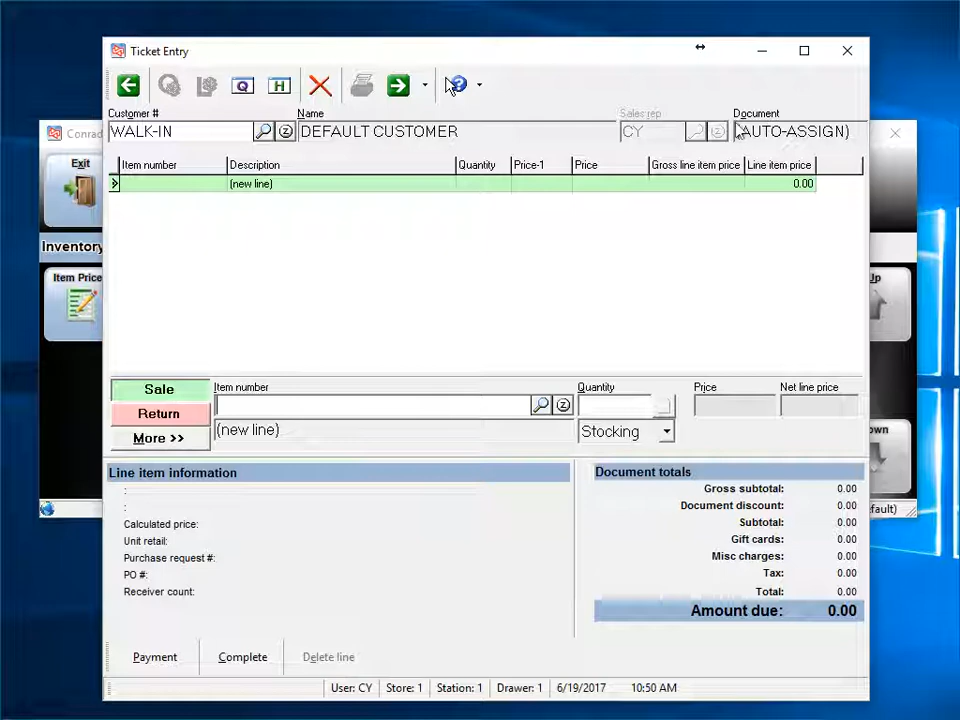 Ticket Entry
Q H
Customer # Name Sales rep Document
WALK-IN DEFAULT CUSTOMER CY AUTO-ASSIGN)
Item number Description Quantity Price-1 Price Gross line item price Line item price
(new line) 0.00
Sale Item number Quantity Price Net line price
Return
(new line) Stocking
More >>
Line item information
:
:
Calculated price:
Unit retail:
Purchase request #:
PO #:
Receiver count:
Document totals
Gross subtotal: 0.00
Document discount: 0.00
Subtotal: 0.00
Gift cards: 0.00
Misc charges: 0.00
Tax: 0.00
Total: 0.00
Amount due: 0.00
Payment Complete Delete line
User: CY Store: 1 Station: 1 Drawer: 1 6/19/2017 10:50 AM
Conrad
Exit
Inventory
Item Price
Up
own
efault)